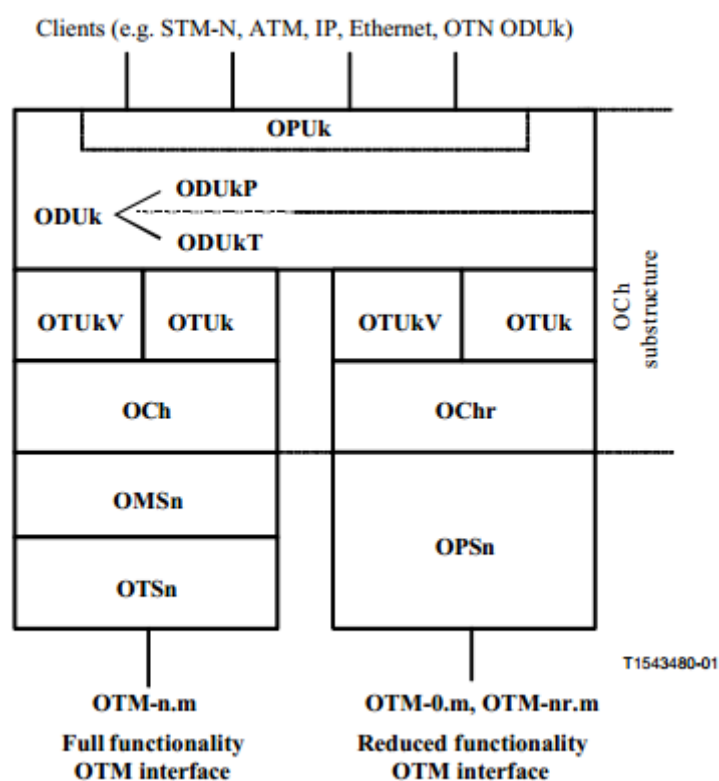 Clients (e.g. STM-N, ATM, IP, Ethernet, OTN ODUk)
OPUk
ODUkP
ODUk
ODUkT
OTUkV OTUk OTUkV OTUk
OCh substructure
OCh OChr
OMSn
OPSn
OTSn
T1543480-01
OTM-n.m OTM-0.m, OTM-nr.m
Full functionality Reduced functionality
OTM interface OTM interface